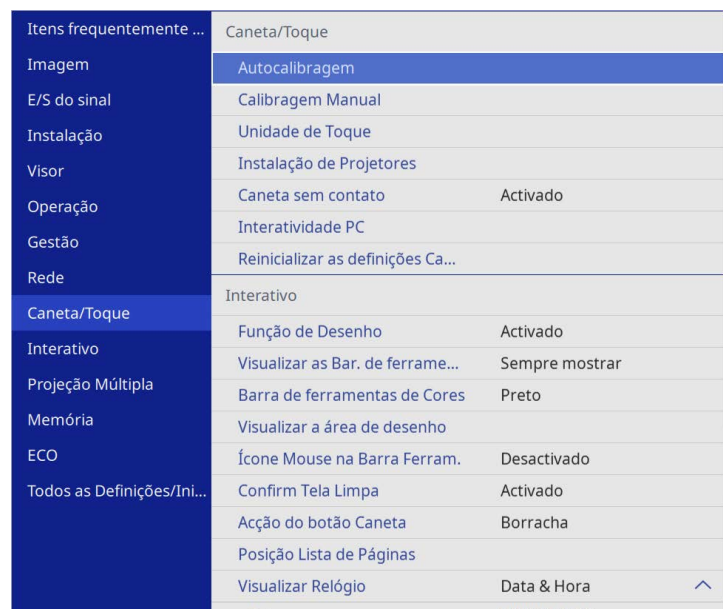 Itens frequentemente ...
Imagem
E/S do sinal
Instalação
Visor
Operação
Gestão
Rede
Caneta/Toque
Interativo
Projeção Múltipla
Memória
ECO
Todos as Definições/Ini...
Caneta/Toque
Autocalibragem
Calibragem Manual
Unidade de Toque
Instalação de Projetores
Caneta sem contato Activado
Interatividade PC
Reinicializar as definições Ca...
Interativo
Função de Desenho Activado
Visualizar as Bar. de ferrame... Sempre mostrar
Barra de ferramentas de Cores Preto
Visualizar a área de desenho
Ícone Mouse na Barra Ferram. Desactivado
Confirm Tela Limpa Activado
Acção do botão Caneta Borracha
Posição Lista de Páginas
Visualizar Relógio Data & Hora